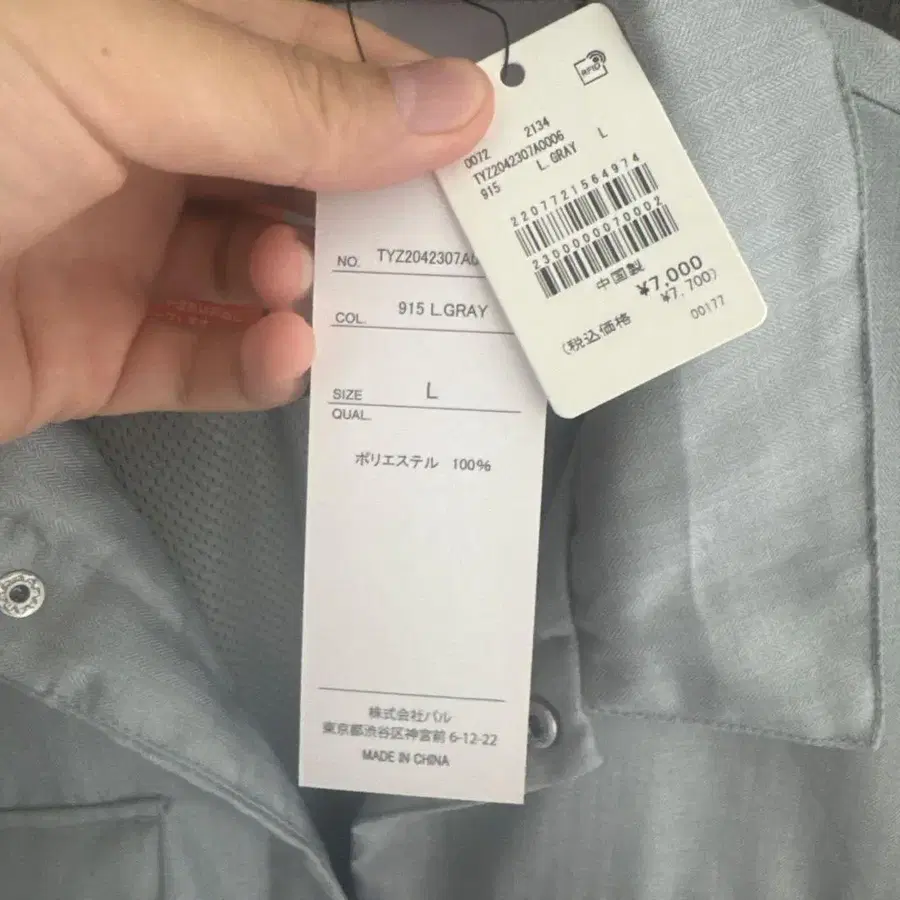 RFID
0072 2134
TYZ2042307A0006
915 L.GRAY L
2207721564974
2300000070002
中国製
¥7,000
¥7,700)
(税込価格
00177
NO. TYZ2042307A0
COL. 915 L.GRAY
SIZE L
QUAL.
ポリエステル 100%
株式会社パル
東京都渋谷区神宮前 6-12-22
MADE IN CHINA